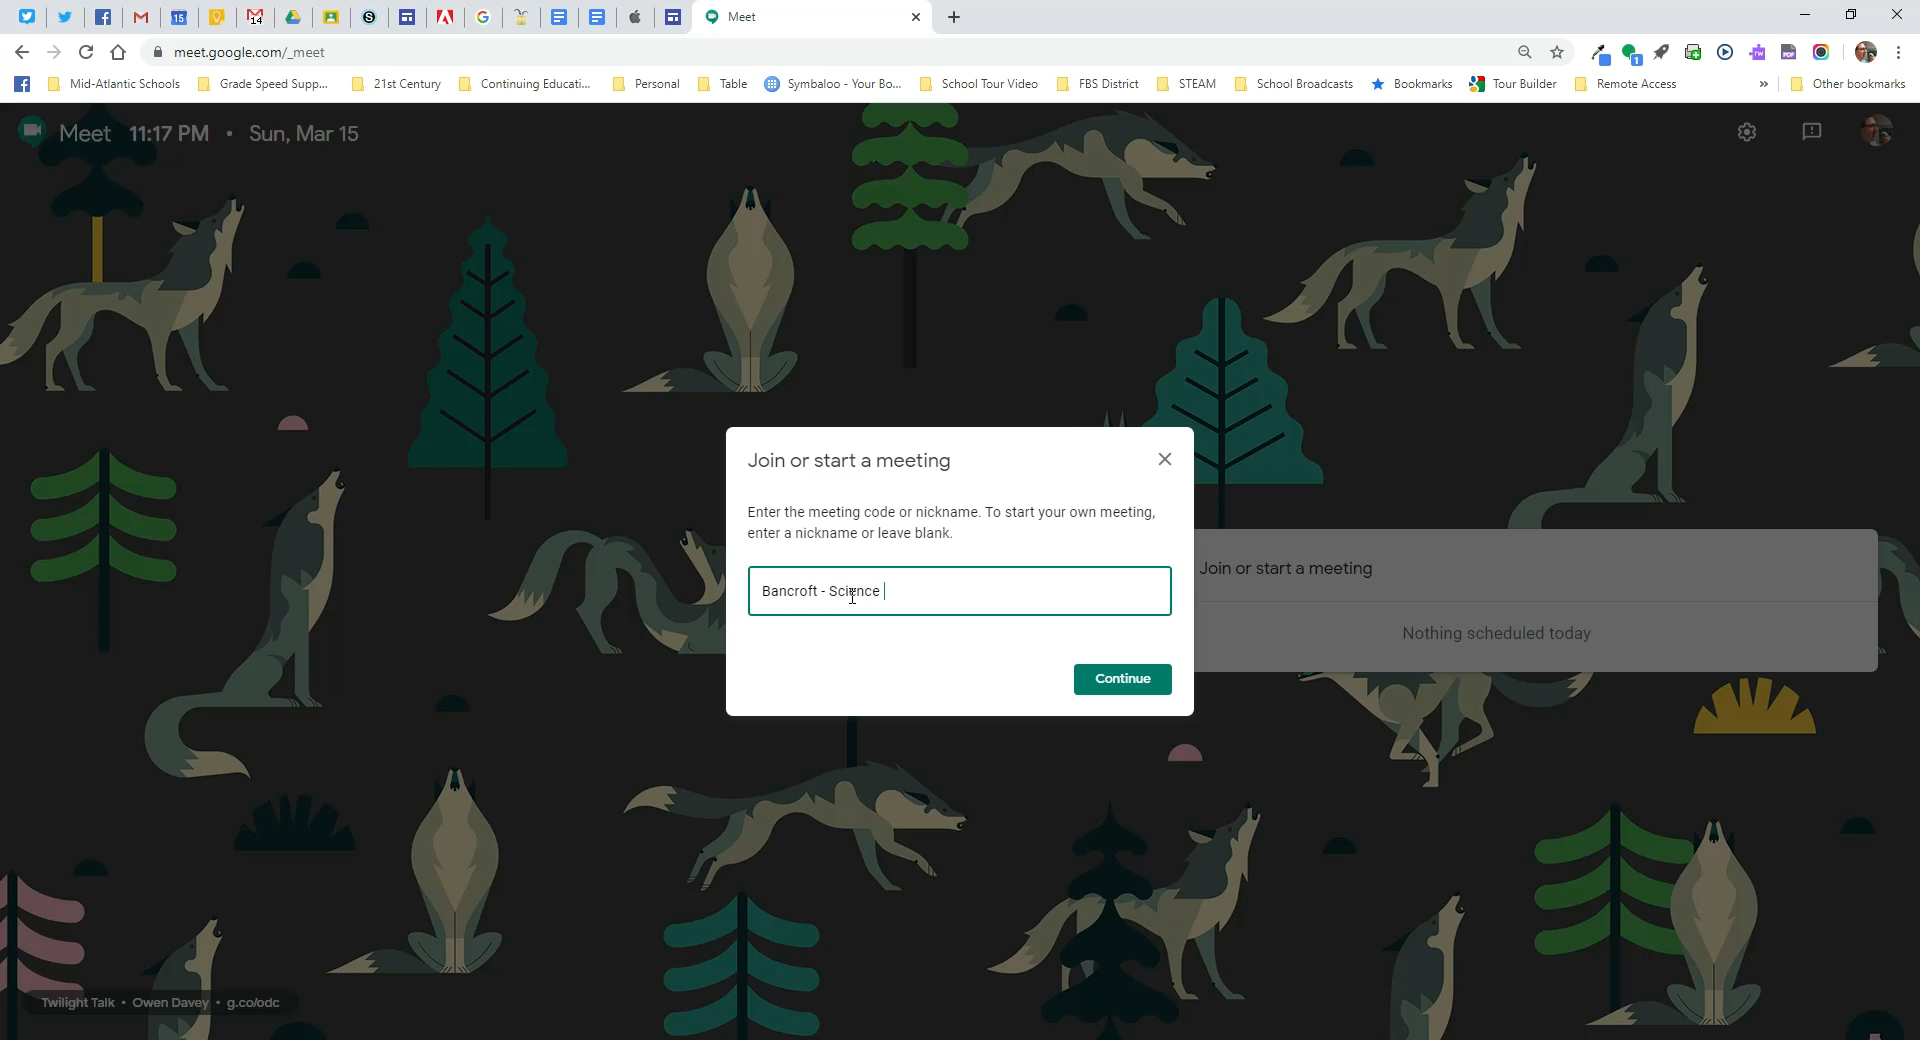 Meet
meet.google.com/_meet
Mid-Atlantic Schools
Grade Speed Supp...
21st Century
Continuing Educati...
Personal
Table
Symbaloo - Your Bo...
School Tour Video
FBS District
STEAM
School Broadcasts
Bookmarks
Tour Builder
Remote Access
»
Other bookmarks
Meet 11:17 PM • Sun, Mar 15
Join or start a meeting
Enter the meeting code or nickname. To start your own meeting,
enter a nickname or leave blank.
Bancroft - Science
Continue
Join or start a meeting
Nothing scheduled today
Twilight Talk • Owen Davey • g.co/odc